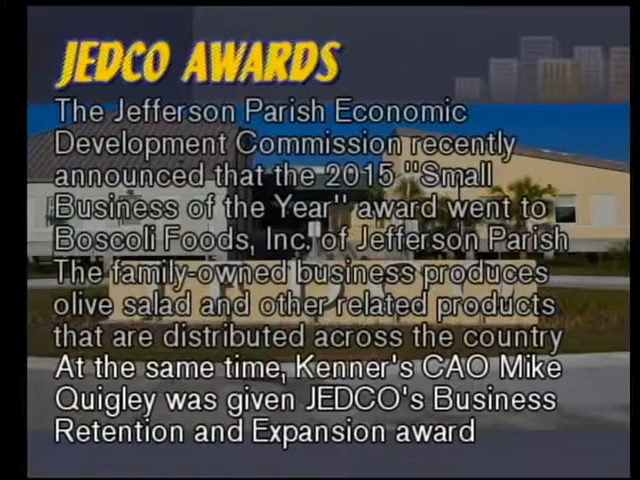 JEDCO AWARDS
The Jefferson Parish Economic
Development Commission recently
announced that the 2015 "Small
Business of the Year" award went to
Boscoli Foods, Inc. of Jefferson Parish
The family-owned business produces
olive salad and other related products
that are distributed across the country
At the same time, Kenner's CAO Mike
Quigley was given JEDCO's Business
Retention and Expansion award